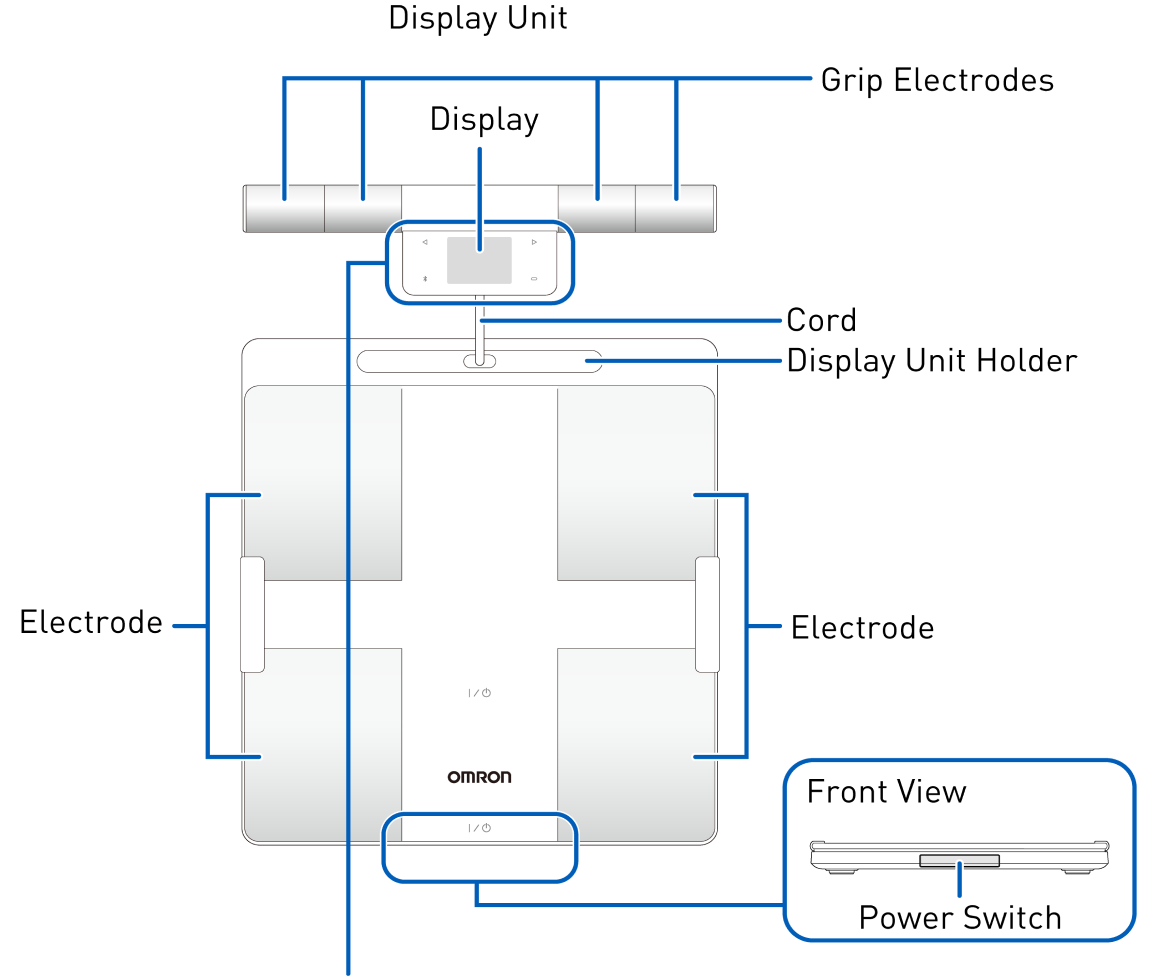 Display Unit
Grip Electrodes
Display
Cord
Display Unit Holder
Electrode
Electrode
OMRON
Front View
Power Switch